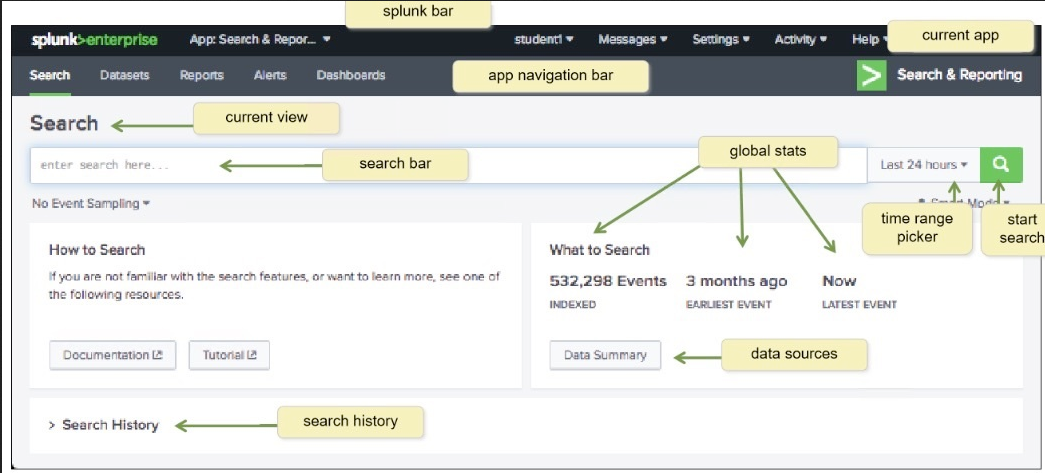 splunk bar
splunk>enterprise App: Search & Repor... student1 Messages Settings Activity Help current app
Search Datasets Reports Alerts Dashboards app navigation bar > Search & Reporting
Search current view
enter search here... search bar global stats Last 24 hours
No Event Sampling Smart Mode time range picker start search
How to Search
If you are not familiar with the search features, or want to learn more, see one of
the following resources.
Documentation Tutorial
What to Search
532,298 Events 3 months ago Now
INDEXED EARLIEST EVENT LATEST EVENT
Data Summary data sources
> Search History search history